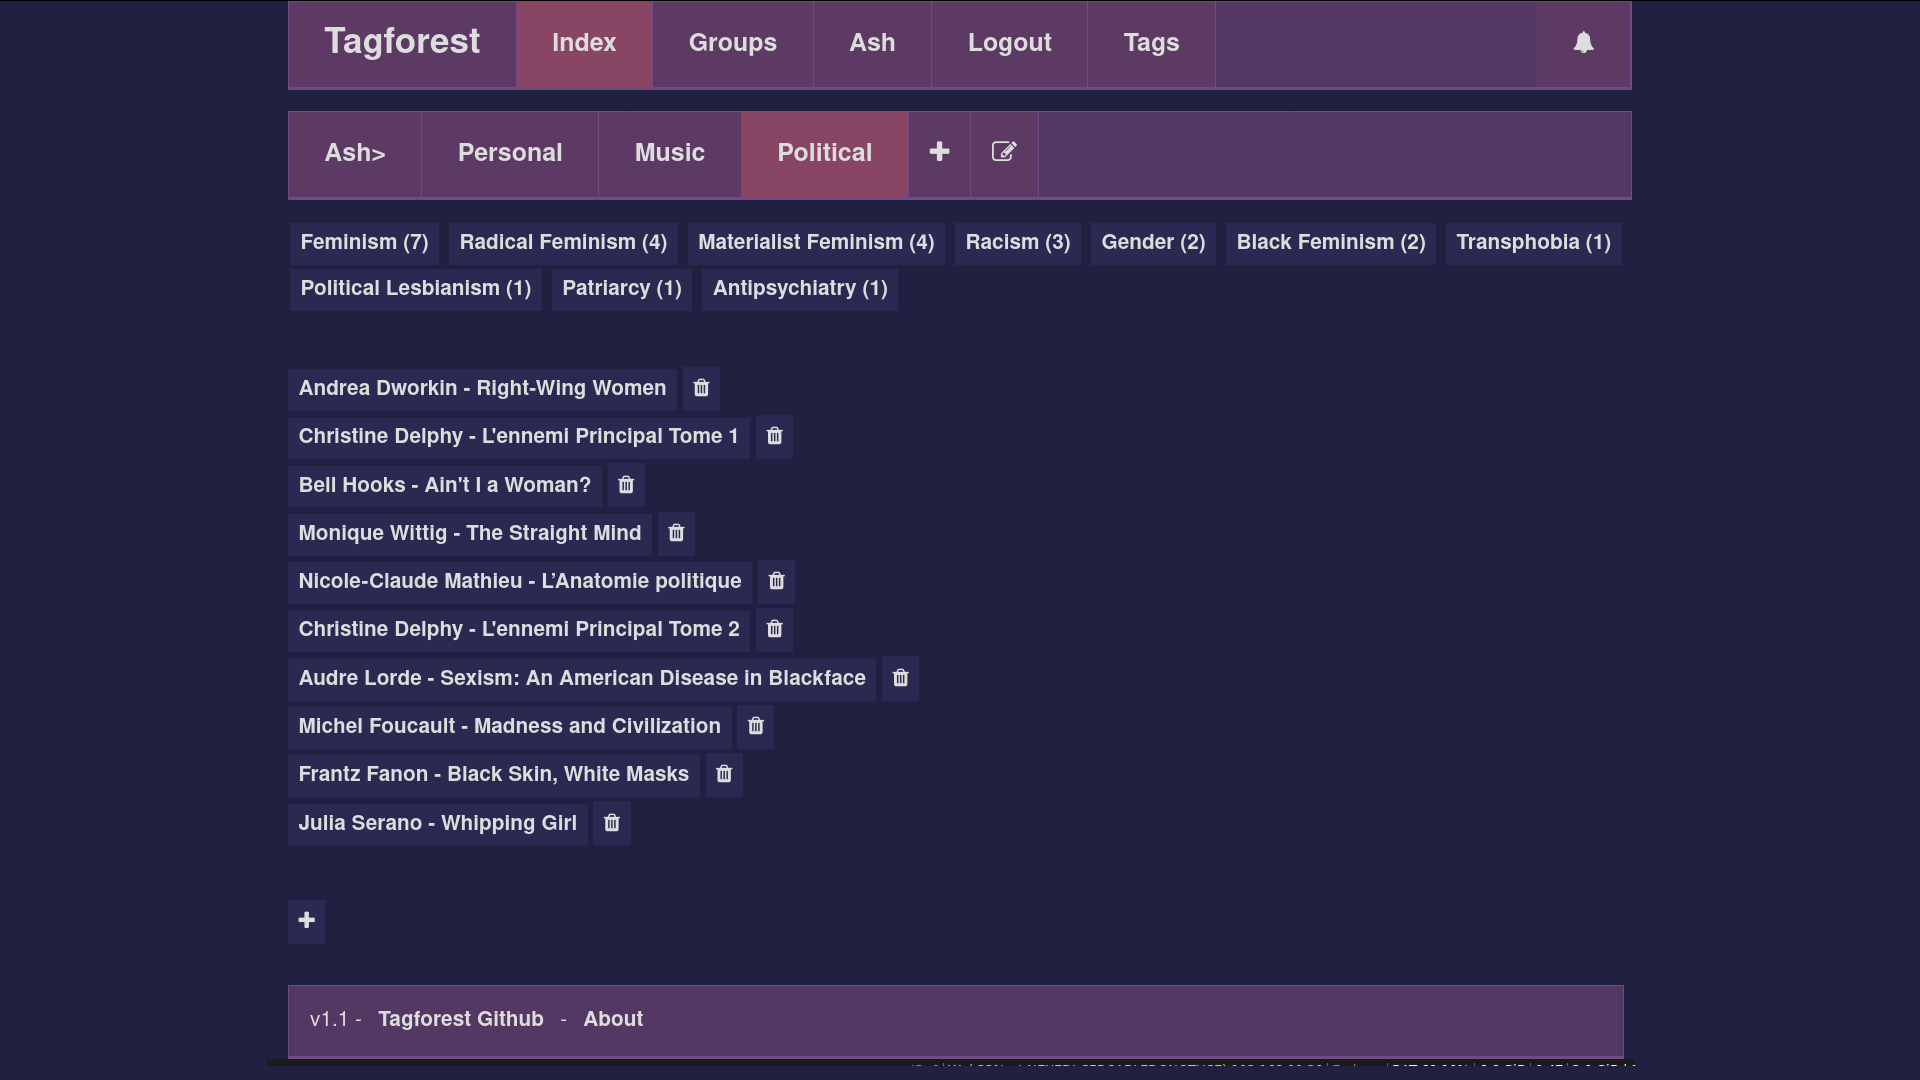 Tagforest Index Groups Ash Logout Tags
Ash> Personal Music Political
Feminism (7) Radical Feminism (4) Materialist Feminism (4) Racism (3) Gender (2) Black Feminism (2) Transphobia (1)
Political Lesbianism (1) Patriarcy (1) Antipsychiatry (1)
Andrea Dworkin - Right-Wing Women
Christine Delphy - L'ennemi Principal Tome 1
Bell Hooks - Ain't I a Woman?
Monique Wittig - The Straight Mind
Nicole-Claude Mathieu - L’Anatomie politique
Christine Delphy - L'ennemi Principal Tome 2
Audre Lorde - Sexism: An American Disease in Blackface
Michel Foucault - Madness and Civilization
Frantz Fanon - Black Skin, White Masks
Julia Serano - Whipping Girl
v1.1 - Tagforest Github - About